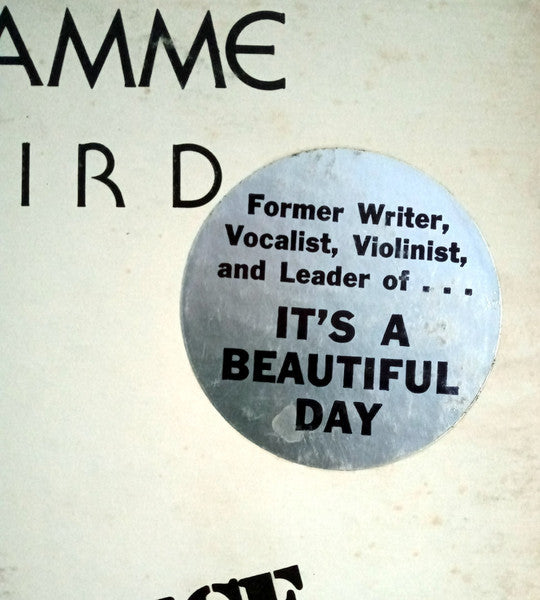 AMME
IRD
Former Writer,
Vocalist, Violinist,
and Leader of . . .
IT'S A
BEAUTIFUL
DAY